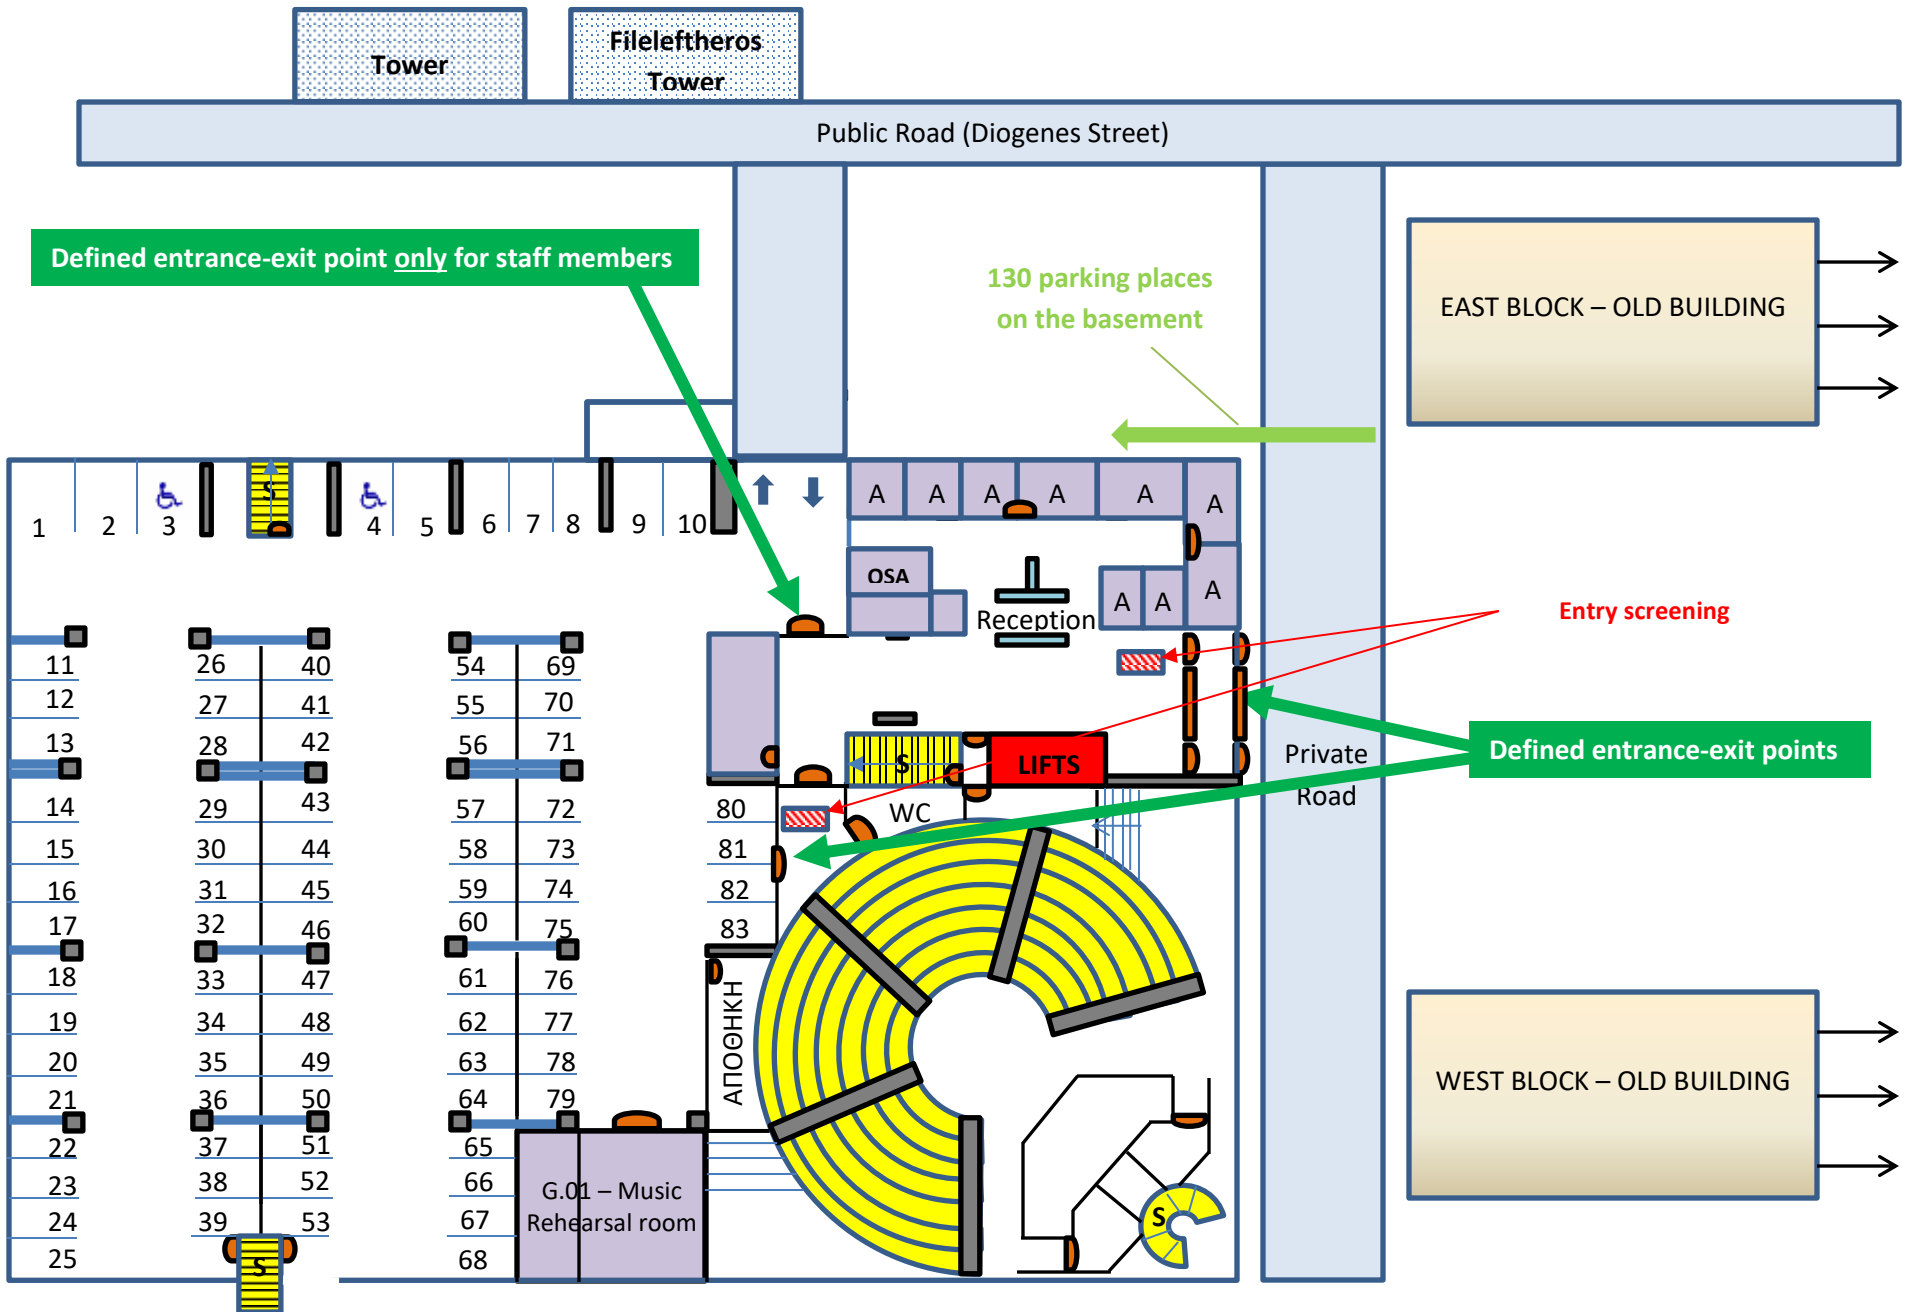 Tower
Fileleftheros
Tower
Public Road (Diogenes Street)
Defined entrance-exit point only for staff members
130 parking places
on the basement
EAST BLOCK – OLD BUILDING
S
A A A A A A
1 2 3 4 5 6 7 8 9 10
OSA
A A A
Reception
Entry screening
11 26 40 54 69
12 27 41 55 70
13 28 42 56 71
S
LIFTS
Private
Road
Defined entrance-exit points
14 29 43 57 72 80
WC
15 30 44 58 73 81
16 31 45 59 74 82
17 32 46 60 75 83
18 33 47 61 76
ΑΠΟΘΗΚΗ
19 34 48 62 77
20 35 49 63 78
21 36 50 64 79
WEST BLOCK – OLD BUILDING
22 37 51 65
23 38 52 66
G.01 – Music
Rehearsal room
24 39 53 67
S
25 68
S